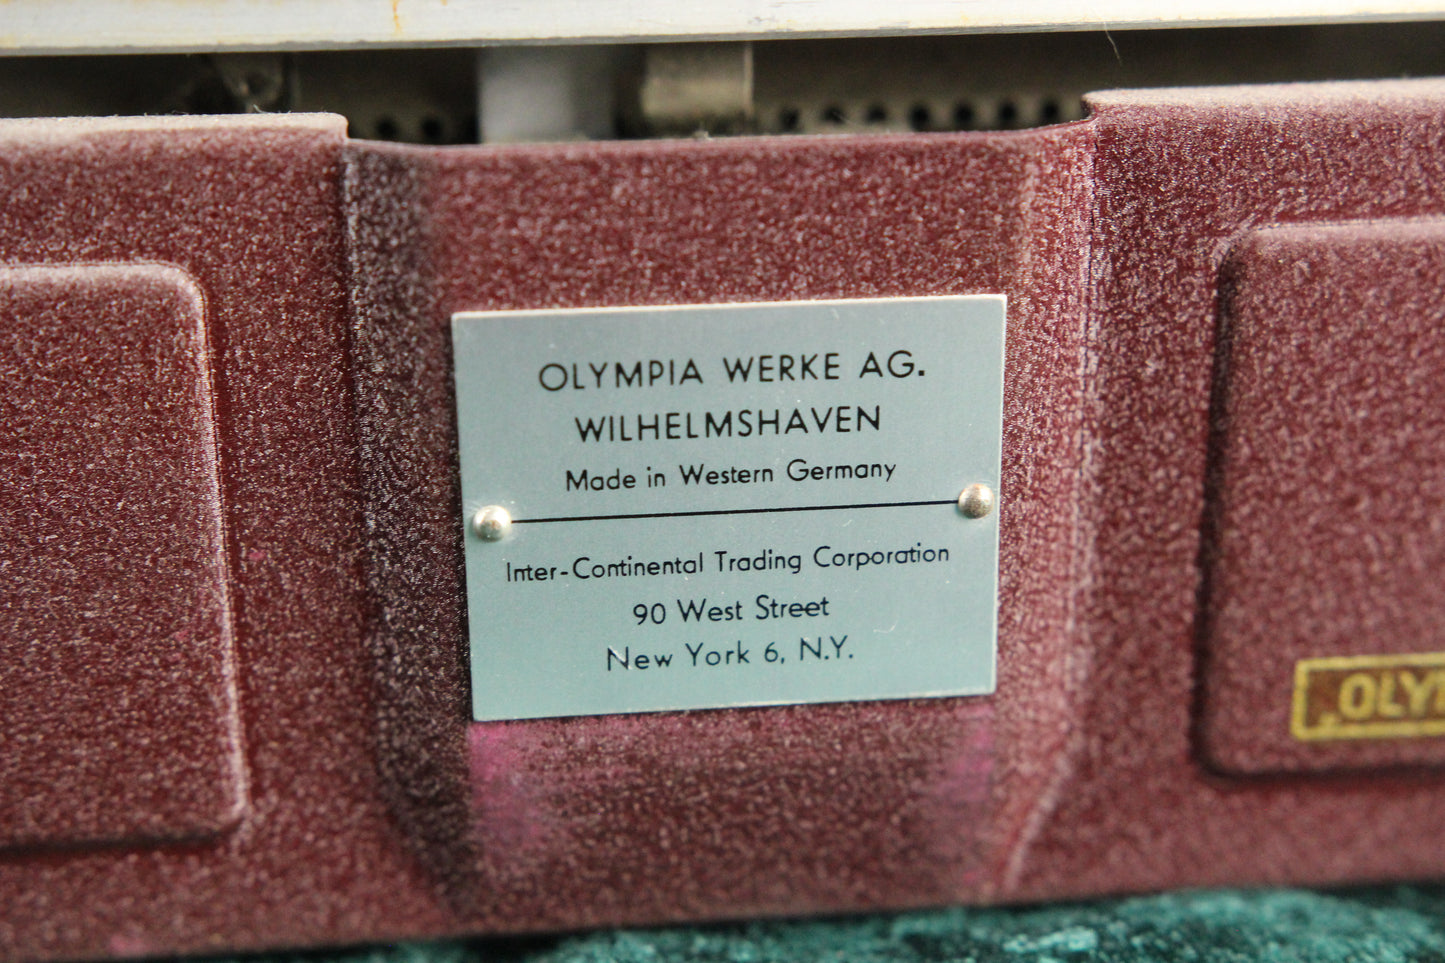 OLYMPIA WERKE AG.
WILHELMSHAVEN
Made in Western Germany
Inter-Continental Trading Corporation
90 West Street
New York 6, N.Y.